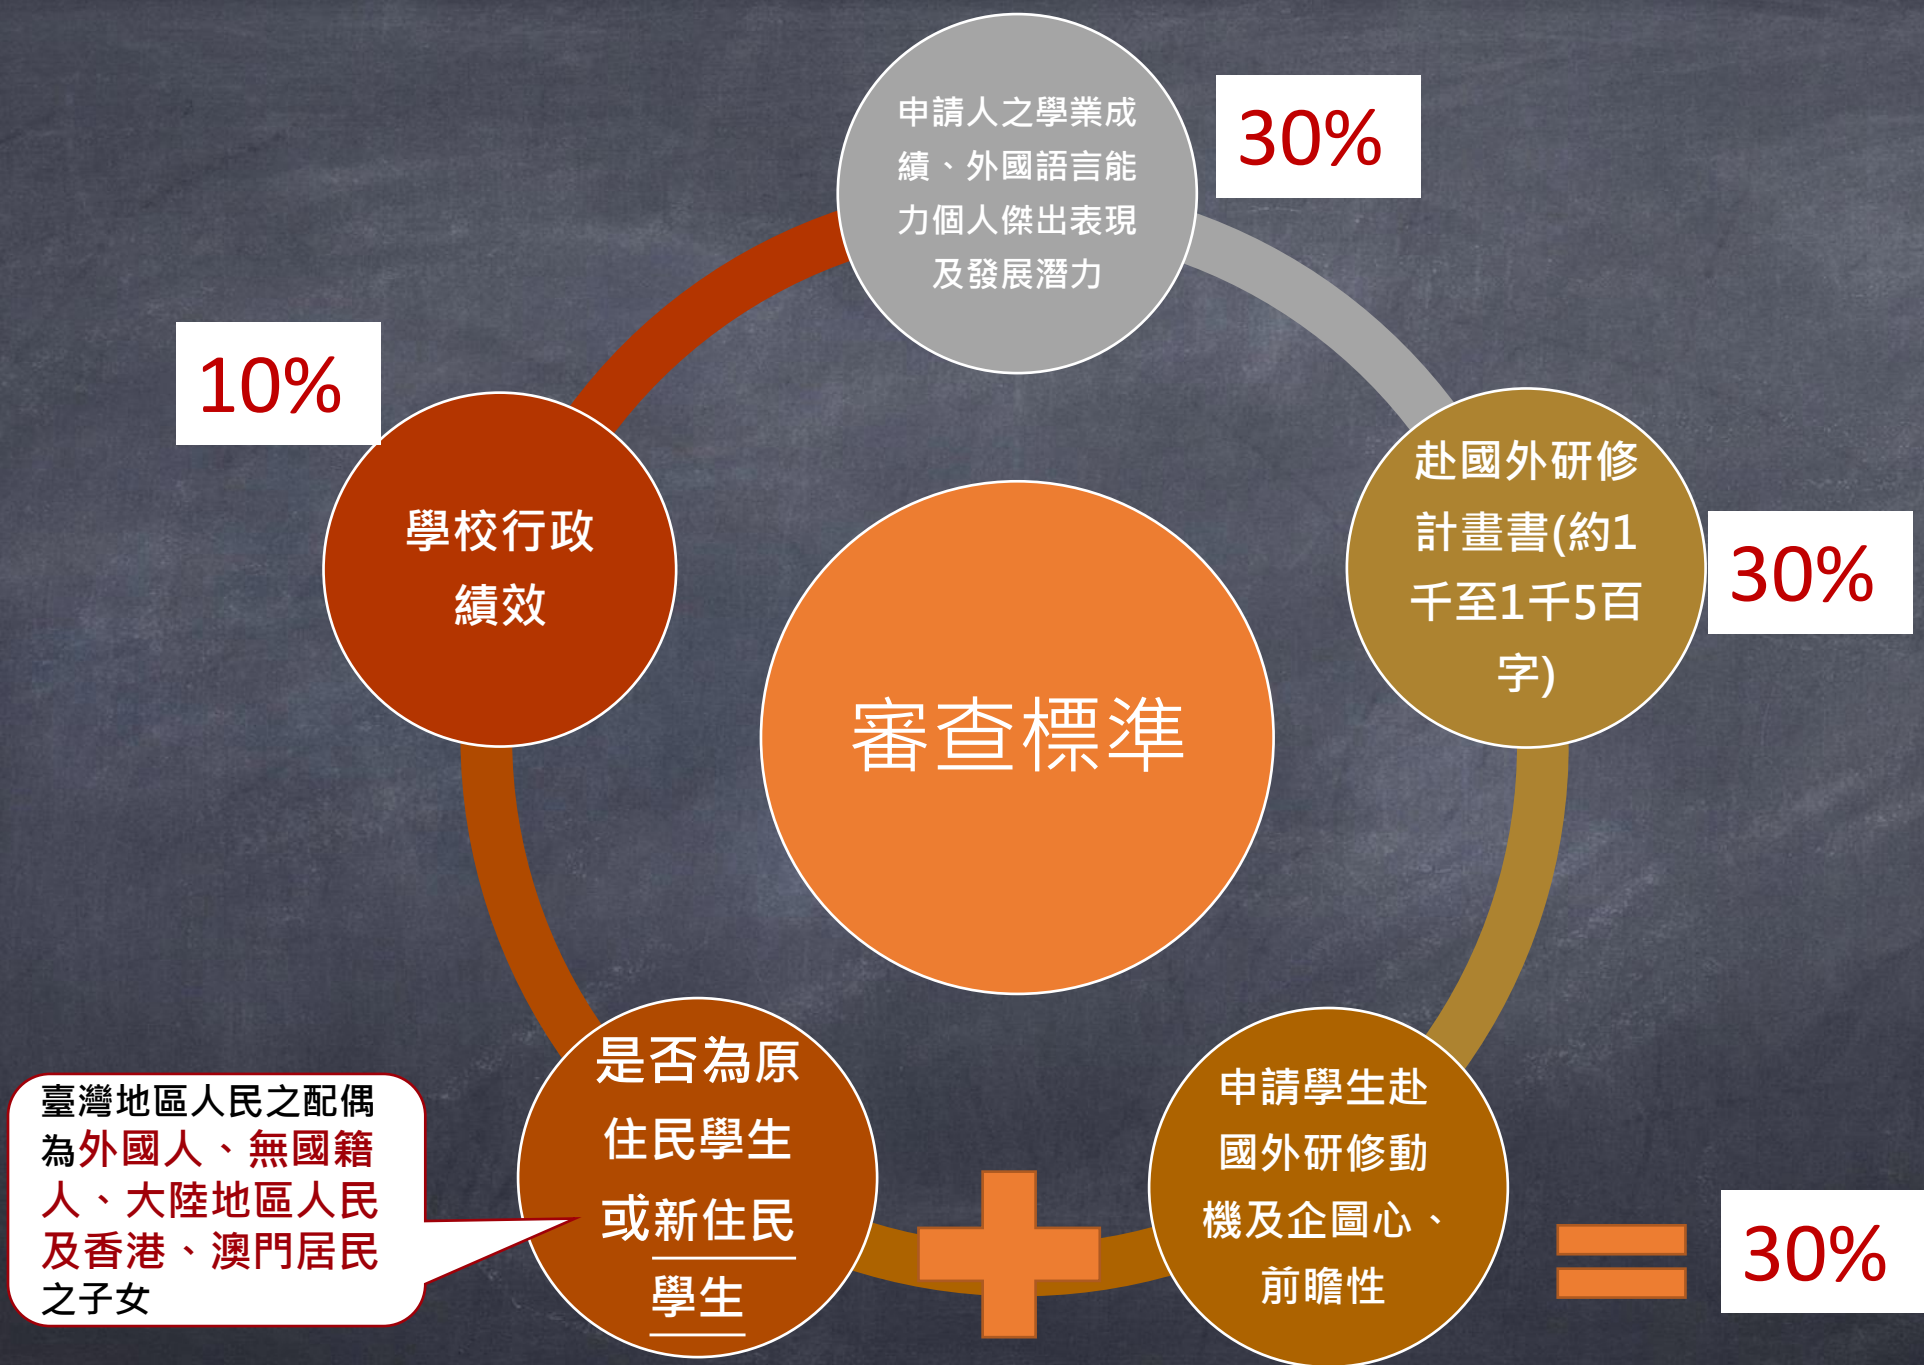 申請人之學業成
績、外國語言能
力個人傑出表現
及發展潛力
30%
10%
學校行政
績效
赴國外研修
計畫書(約1
千至1千5百
字)
30%
審查標準
是否為原
住民學生
或新住民
學生
臺灣地區人民之配偶
為外國人、無國籍
人、大陸地區人民
及香港、澳門居民
之子女
申請學生赴
國外研修動
機及企圖心、
前瞻性
30%